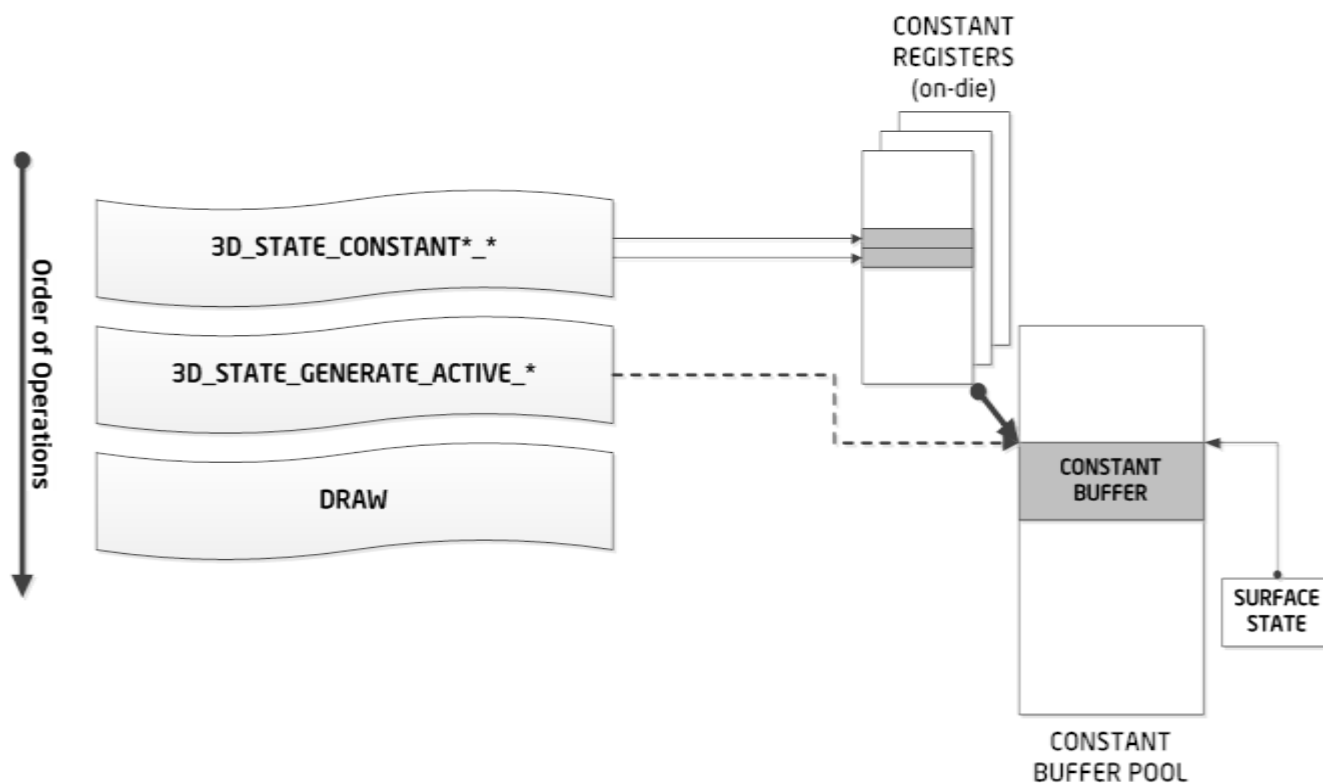 CONSTANT
REGISTERS
(on-die)
Order of Operations
3D_STATE_CONSTANT*_*
3D_STATE_GENERATE_ACTIVE_*
DRAW
CONSTANT
BUFFER
SURFACE
STATE
CONSTANT
BUFFER POOL